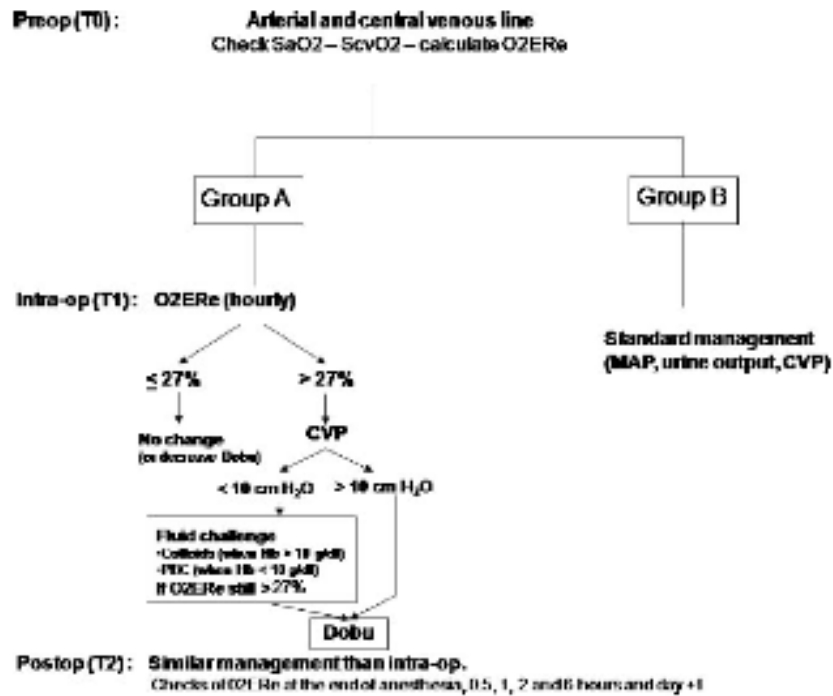 Preop (T0) : Arterial and central venous line
Check SaO2 – ScvO2 – calculate O2ERe
Group A
Group B
Intra-op (T1) : O2ERe (hourly)
Standard management
(MAP, urine output, CVP)
≤ 27% > 27%
No change
(or decrease Dobu)
CVP
< 10 cm H₂O > 10 cm H₂O
Fluid challenge
•Colloids (when Hb > 10 g/dl)
(when Hb < 10 g/dl)
If O2ERe still > 27%
Dobu
Postop (T2) : Similar management than intra-op.
Checks of O2ERe at the end of anesthesia, 0.5, 1, 2 and 6 hours and day +1